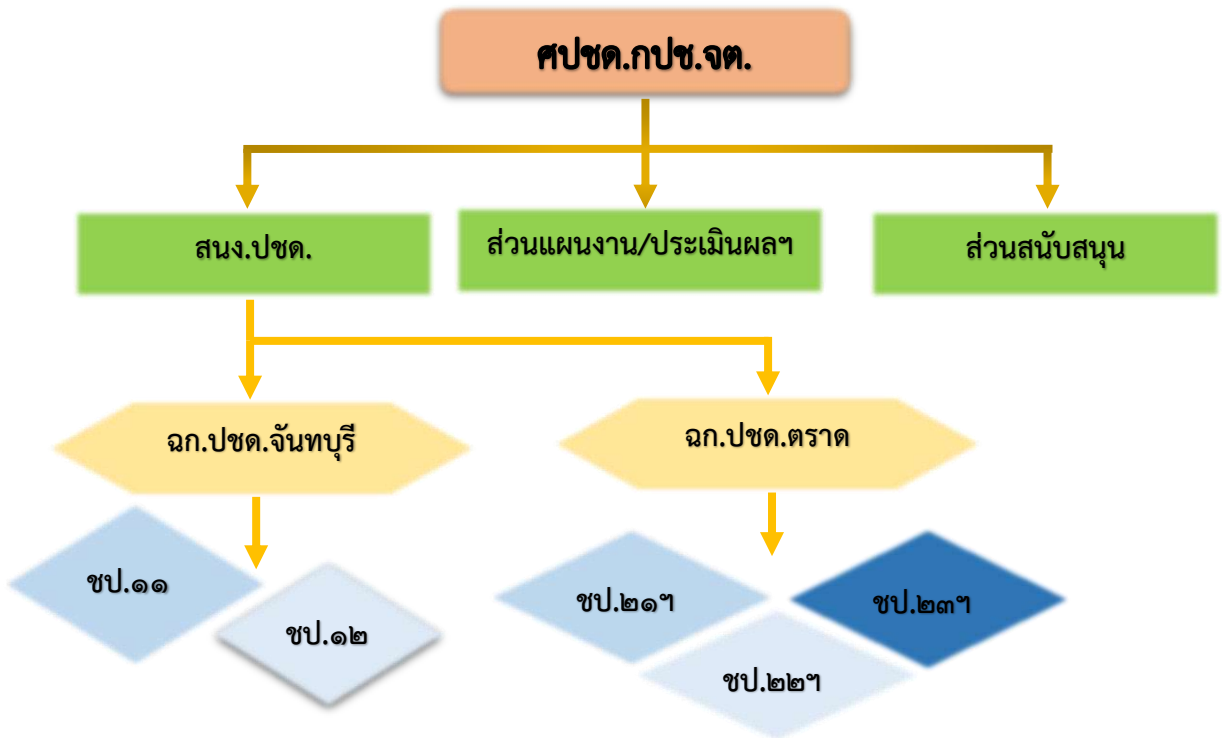 ศปชด.กปช.จต.
สนง.ปชด.
ส่วนแผนงาน/ประเมินผลฯ
ส่วนสนับสนุน
ฉก.ปชด.จันทบุรี
ฉก.ปชด.ตราด
ชป.๑๑
ชป.๑๒
ชป.๒๑ฯ
ชป.๒๒ฯ
ชป.๒๓ฯ